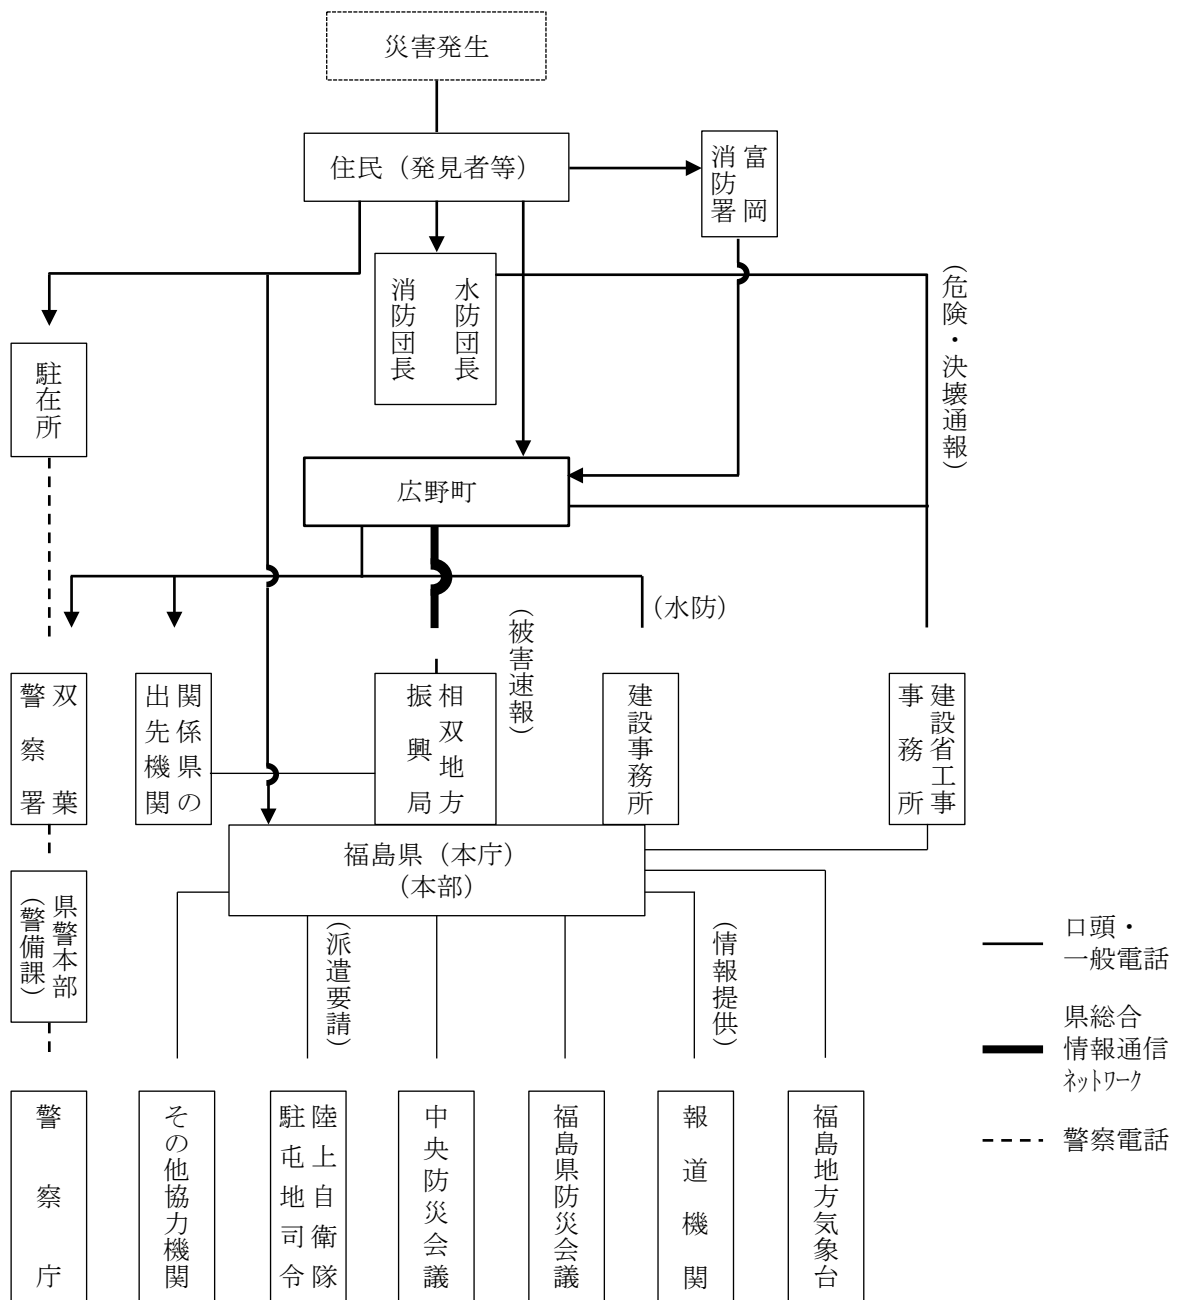 災害発生
住民（発見者等）
富岡
消防署
水防団長
消防団長
（危険・決壊通報）
駐在所
広野町
（水防）
（被害速報）
双葉
警察署
関係県の
出先機関
相双地方
振興局
建設事務所
建設省工事
事務所
福島県（本庁）
（本部）
県警本部
（警備課）
（派遣要請）
（情報提供）
口頭・
一般電話
県総合
情報通信
ﾈｯﾄﾜｰｸ
警察電話
警察庁
その他協力機関
陸上自衛隊
駐屯地司令
中央防災会議
福島県防災会議
報道機関
福島地方気象台